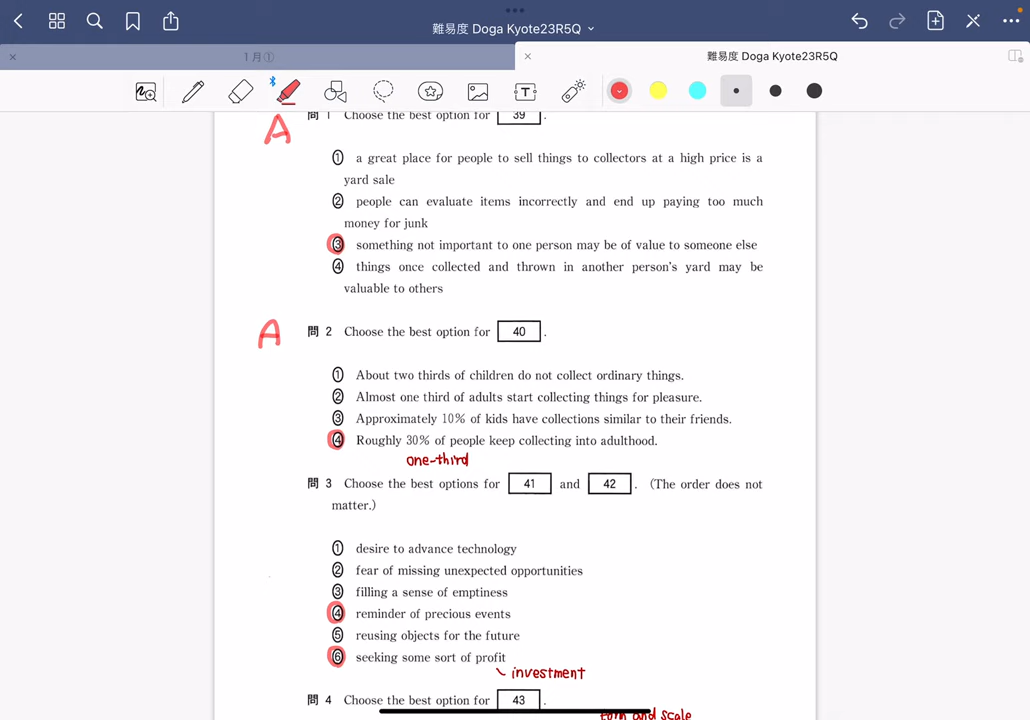 難易度 Doga Kyote23R5Q
1 月①
難易度 Doga Kyote23R5Q
A
問 1 Choose the best option for 39 .
① a great place for people to sell things to collectors at a high price is a
yard sale
② people can evaluate items incorrectly and end up paying too much
money for junk
③ something not important to one person may be of value to someone else
④ things once collected and thrown in another person's yard may be
valuable to others
A
問 2 Choose the best option for 40 .
① About two thirds of children do not collect ordinary things.
② Almost one third of adults start collecting things for pleasure.
③ Approximately 10% of kids have collections similar to their friends.
④ Roughly 30% of people keep collecting into adulthood.
one-third
問 3 Choose the best options for 41 and 42 . (The order does not
matter.)
① desire to advance technology
② fear of missing unexpected opportunities
③ filling a sense of emptiness
④ reminder of precious events
⑤ reusing objects for the future
⑥ seeking some sort of profit
investment
問 4 Choose the best option for 43 .
and scale